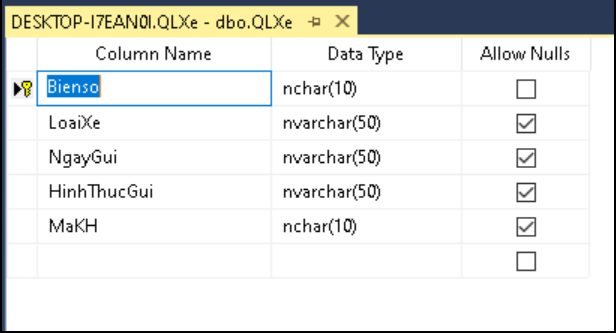 DESKTOP-I7EAN0I.QLXe - dbo.QLXe
Column Name Data Type Allow Nulls
Bienso nchar(10)
LoaiXe nvarchar(50)
NgayGui nvarchar(50)
HinhThucGui nvarchar(50)
MaKH nchar(10)